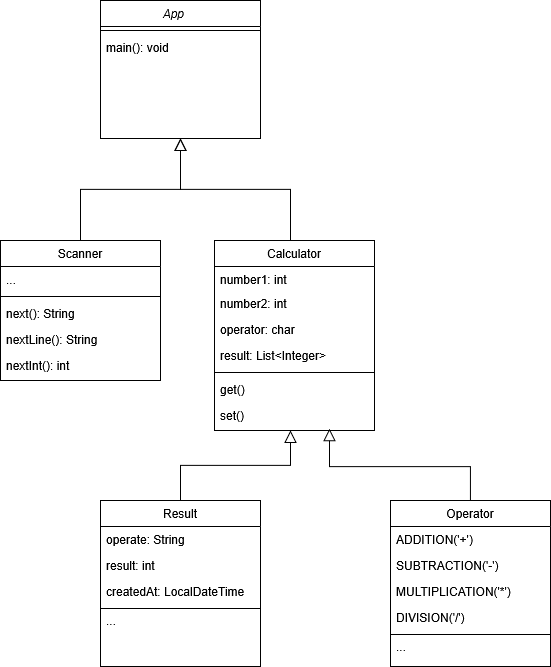 App
main(): void
Scanner
...
next(): String
nextLine(): String
nextInt(): int
Calculator
number1: int
number2: int
operator: char
result: List<Integer>
get()
set()
Result
operate: String
result: int
createdAt: LocalDateTime
...
Operator
ADDITION('+')
SUBTRACTION('-')
MULTIPLICATION('*')
DIVISION('/')
...